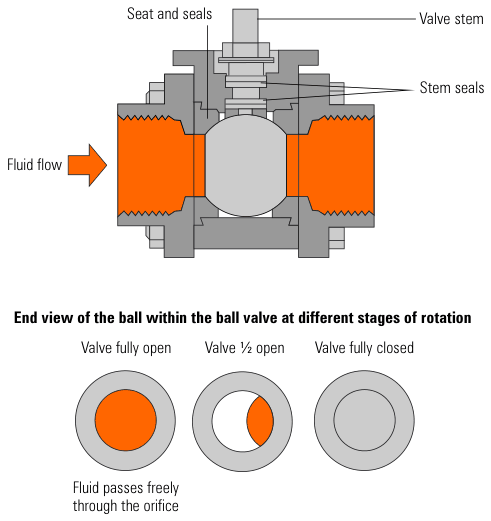 Seat and seals
Valve stem
Stem seals
Fluid flow
End view of the ball within the ball valve at different stages of rotation
Valve fully open
Valve ½ open
Valve fully closed
Fluid passes freely
through the orifice